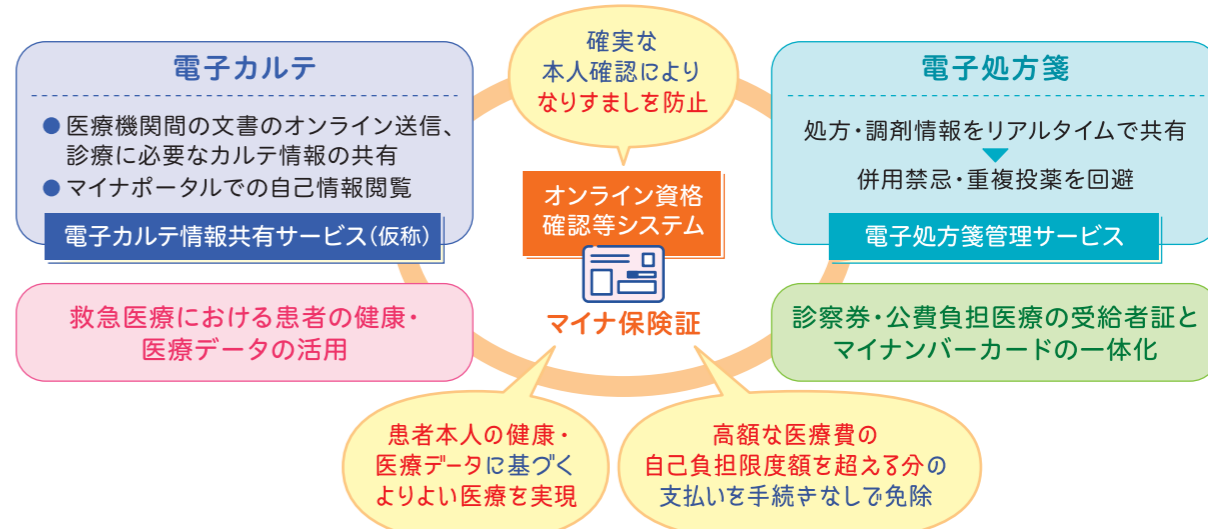 電子カルテ
●医療機関間の文書のオンライン送信、
診療に必要なカルテ情報の共有
●マイナポータルでの自己情報閲覧
電子カルテ情報共有サービス(仮称)
確実な
本人確認により
なりすましを防止
オンライン資格
確認等システム
マイナ保険証
電子処方箋
処方・調剤情報をリアルタイムで共有
併用禁忌・重複投薬を回避
電子処方箋管理サービス
救急医療における患者の健康・
医療データの活用
診察券・公費負担医療の受給者証と
マイナンバーカードの一体化
患者本人の健康・
医療データに基づく
よりよい医療を実現
高額な医療費の
自己負担限度額を超える分の
支払いを手続きなしで免除